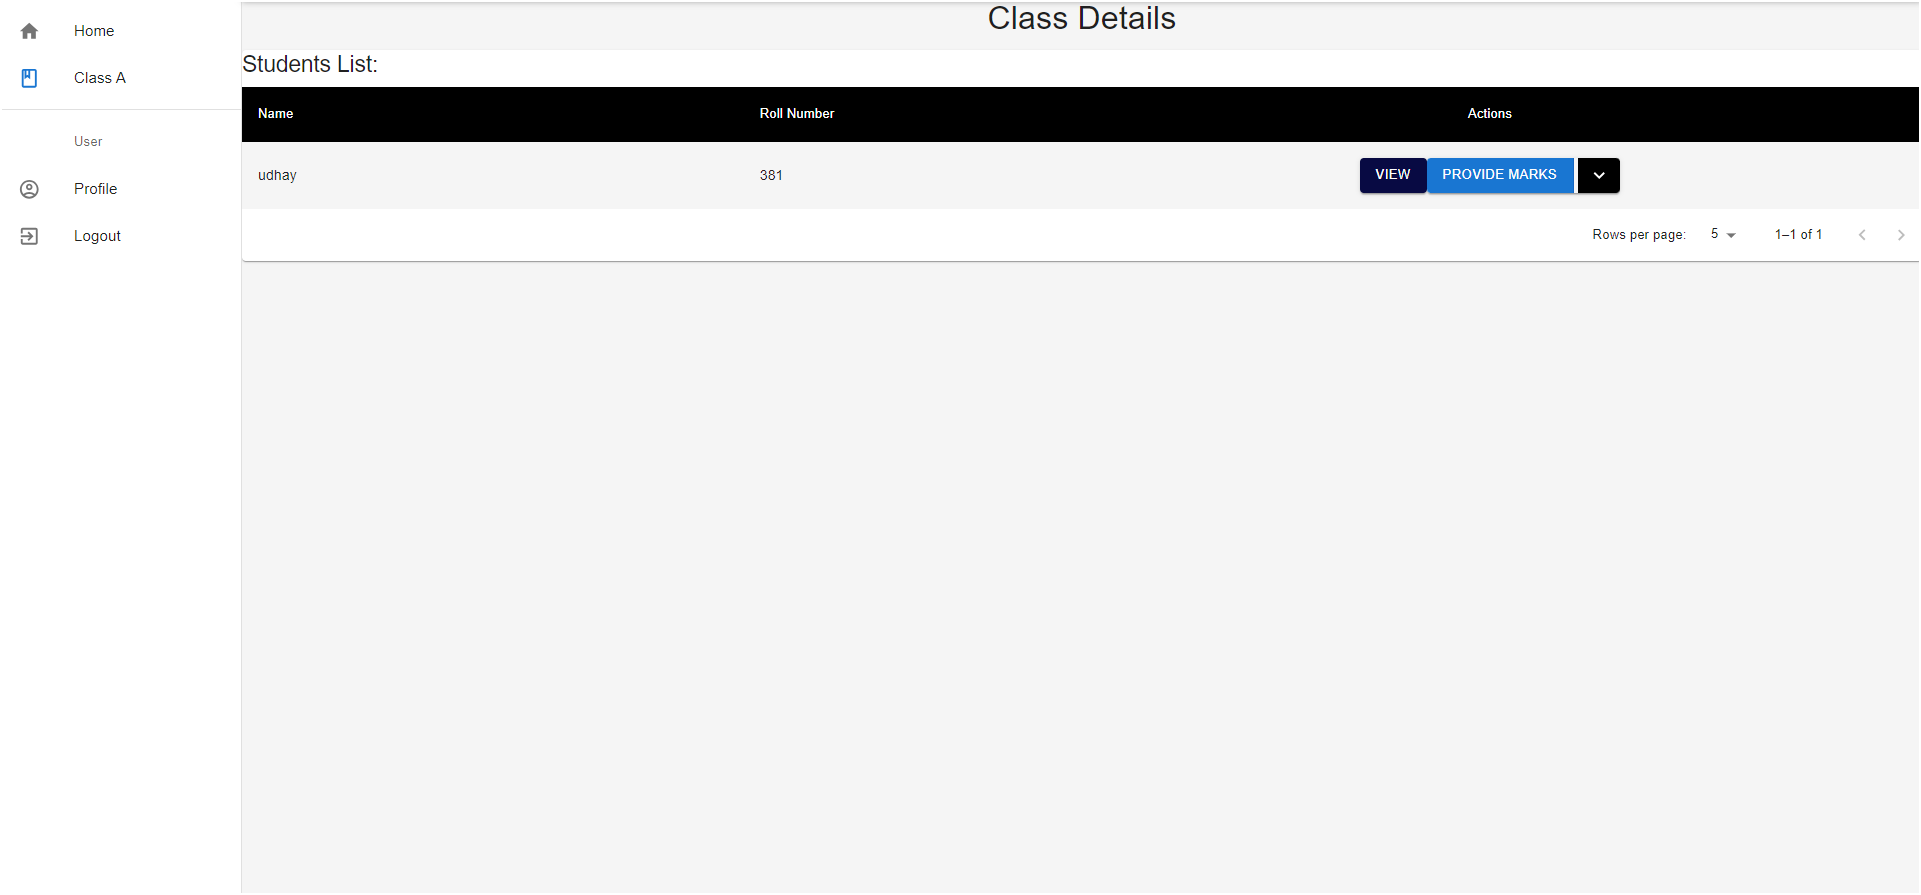 Home
Class A
User
Profile
Logout
Class Details
Students List:
Name Roll Number Actions
udhay 381 VIEW PROVIDE MARKS
Rows per page: 5 1–1 of 1